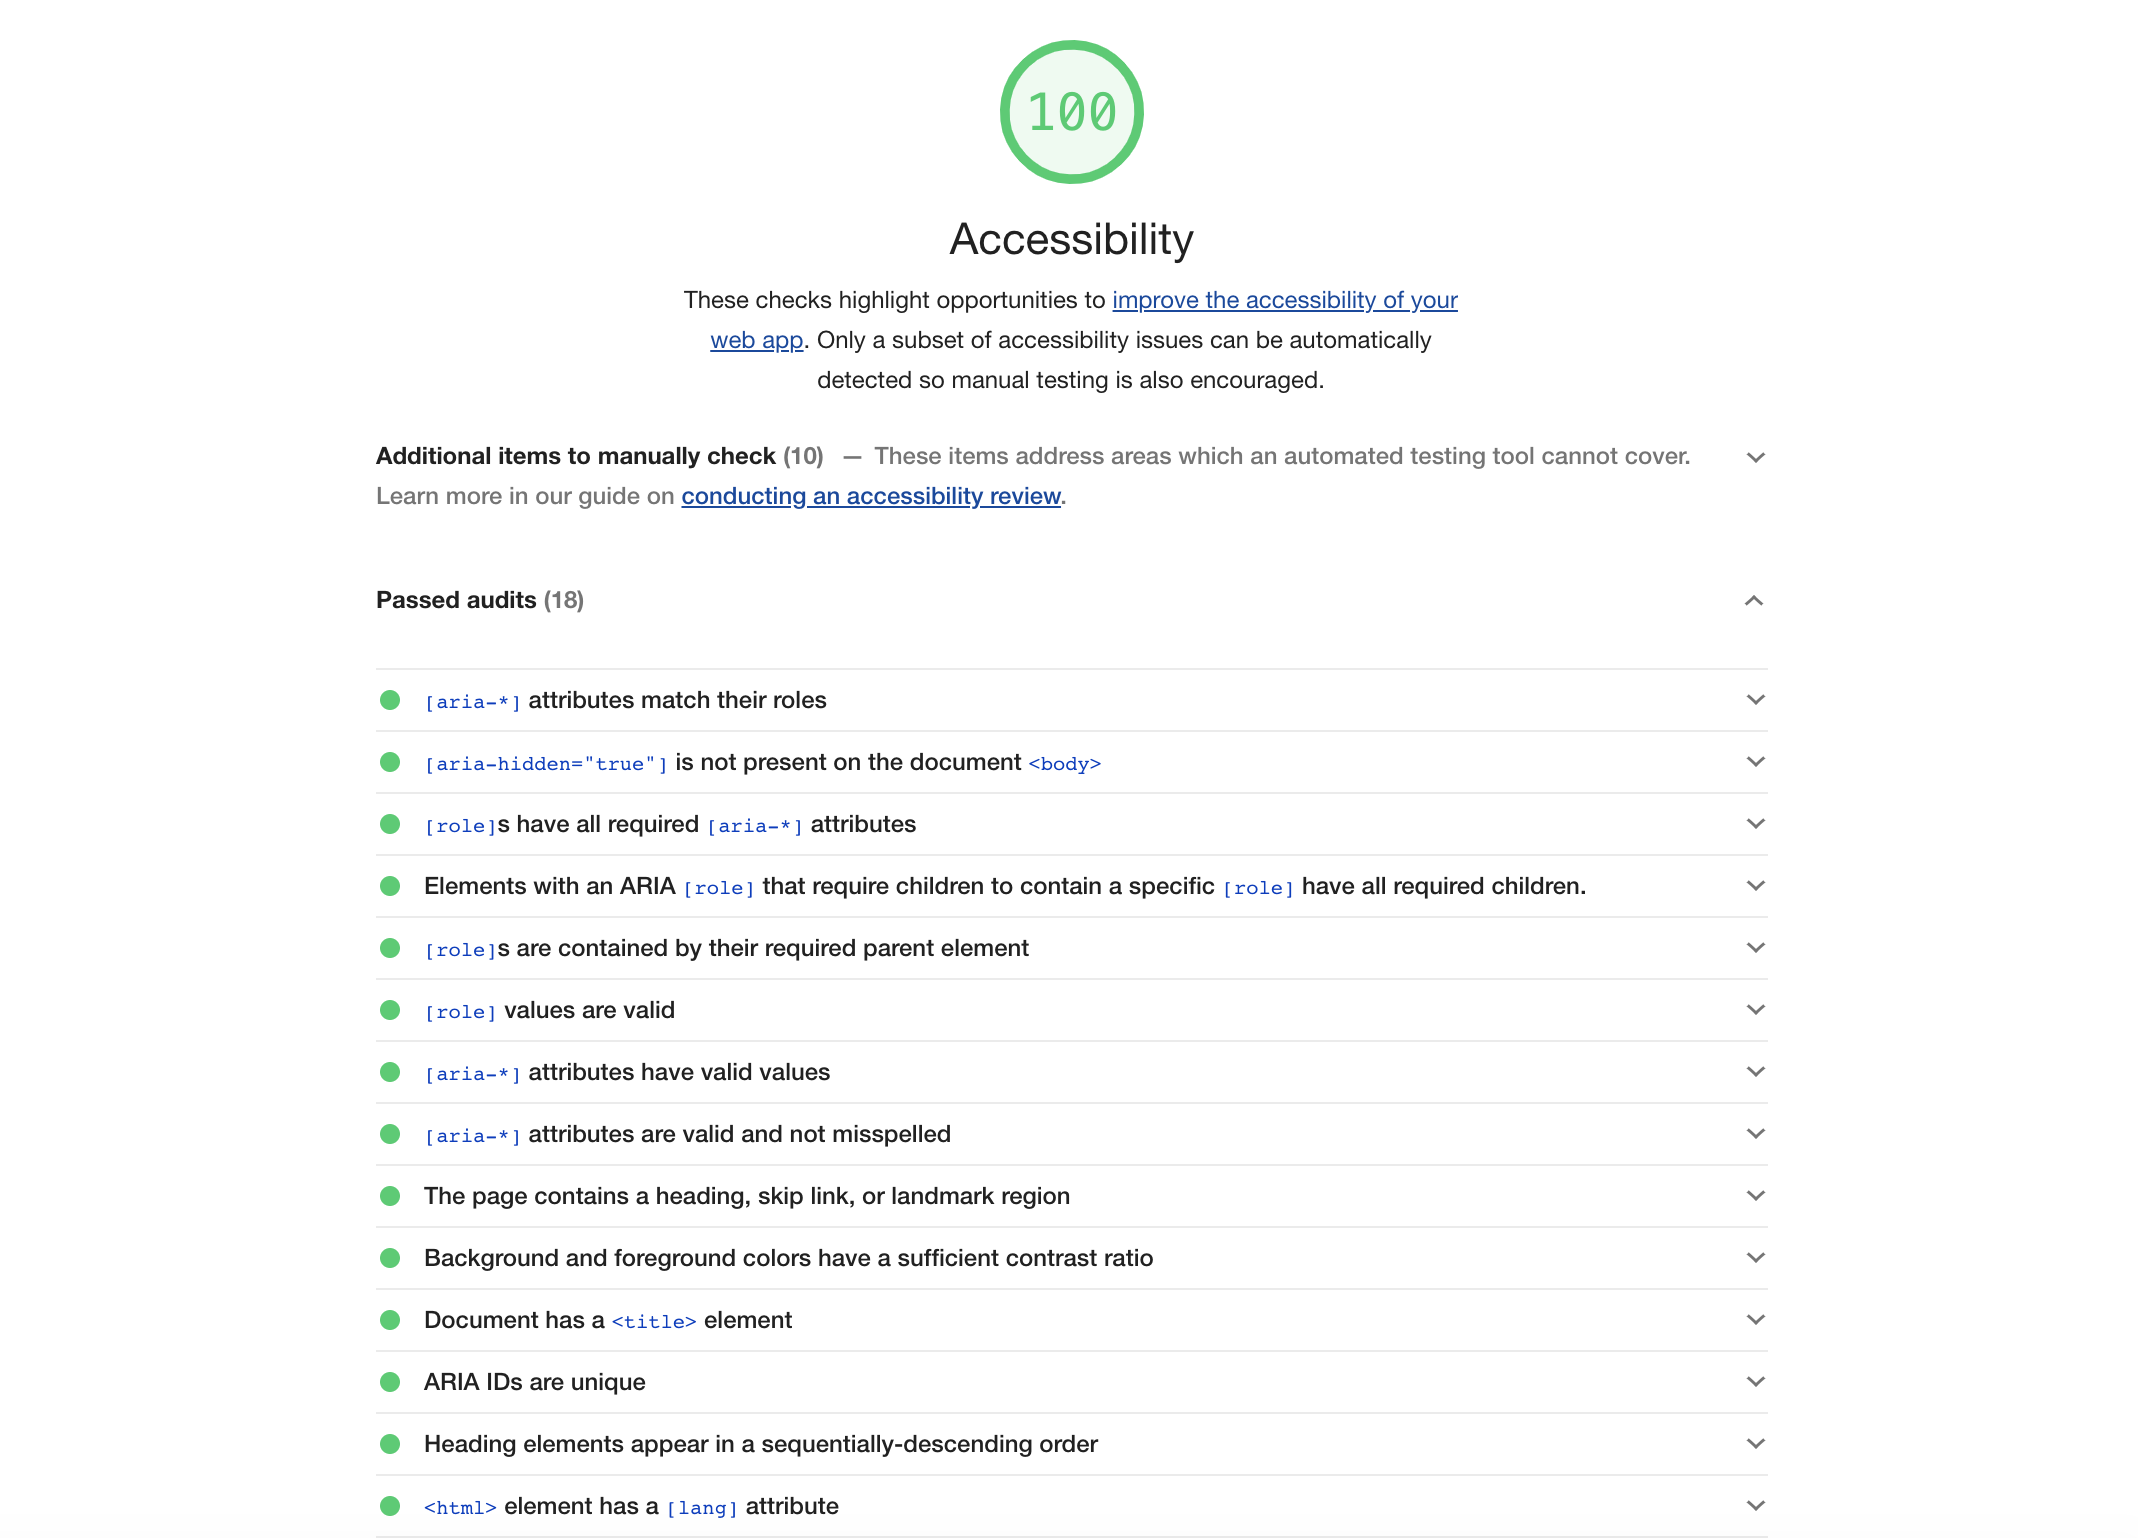 100
Accessibility
These checks highlight opportunities to improve the accessibility of your
web app. Only a subset of accessibility issues can be automatically
detected so manual testing is also encouraged.
Additional items to manually check (10) — These items address areas which an automated testing tool cannot cover.
Learn more in our guide on conducting an accessibility review.
Passed audits (18)
[aria-*] attributes match their roles
[aria-hidden="true"] is not present on the document <body>
[role]s have all required [aria-*] attributes
Elements with an ARIA [role] that require children to contain a specific [role] have all required children.
[role]s are contained by their required parent element
[role] values are valid
[aria-*] attributes have valid values
[aria-*] attributes are valid and not misspelled
The page contains a heading, skip link, or landmark region
Background and foreground colors have a sufficient contrast ratio
Document has a <title> element
ARIA IDs are unique
Heading elements appear in a sequentially-descending order
<html> element has a [lang] attribute